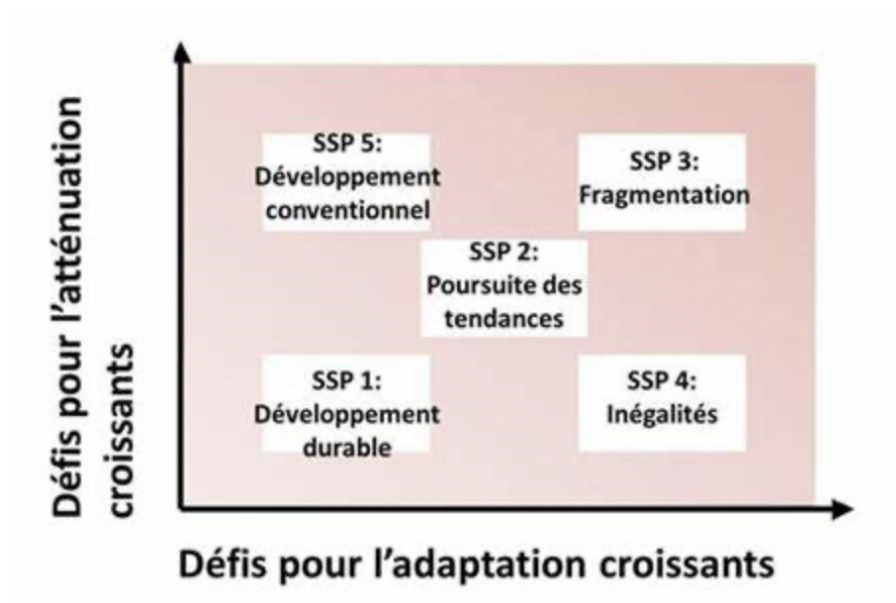 Défis pour l'atténuation
croissants
SSP 5:
Développement
conventionnel
SSP 3:
Fragmentation
SSP 2:
Poursuite des
tendances
SSP 1:
Développement
durable
SSP 4:
Inégalités
Défis pour l'adaptation croissants